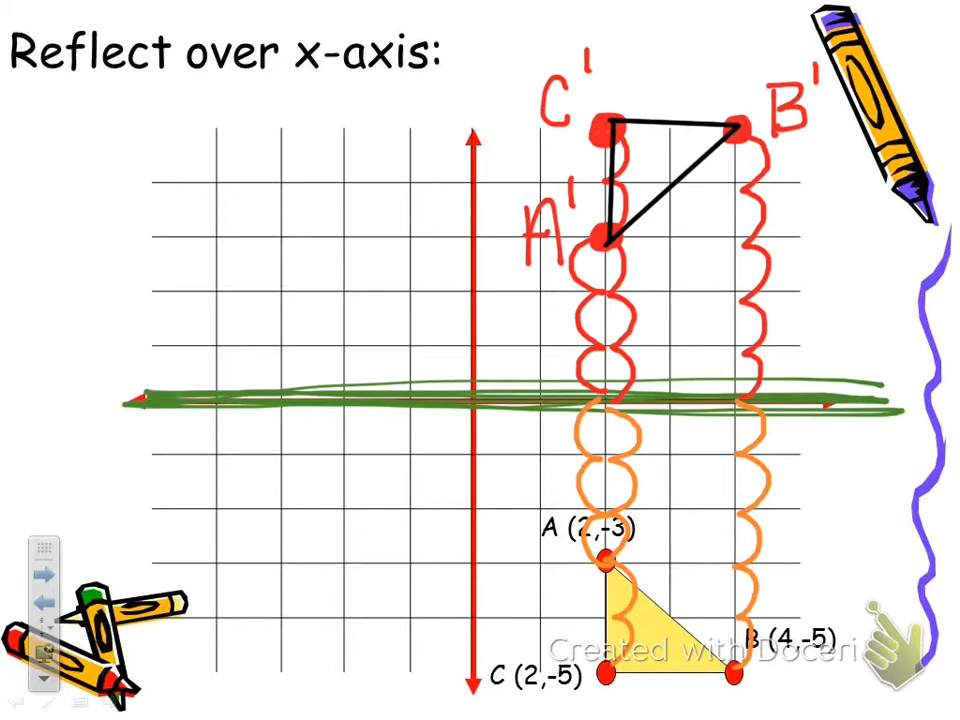 Reflect over x-axis:
C'
B'
A'
A (2,-3)
B (4,-5)
C (2,-5)
Created with Doceri